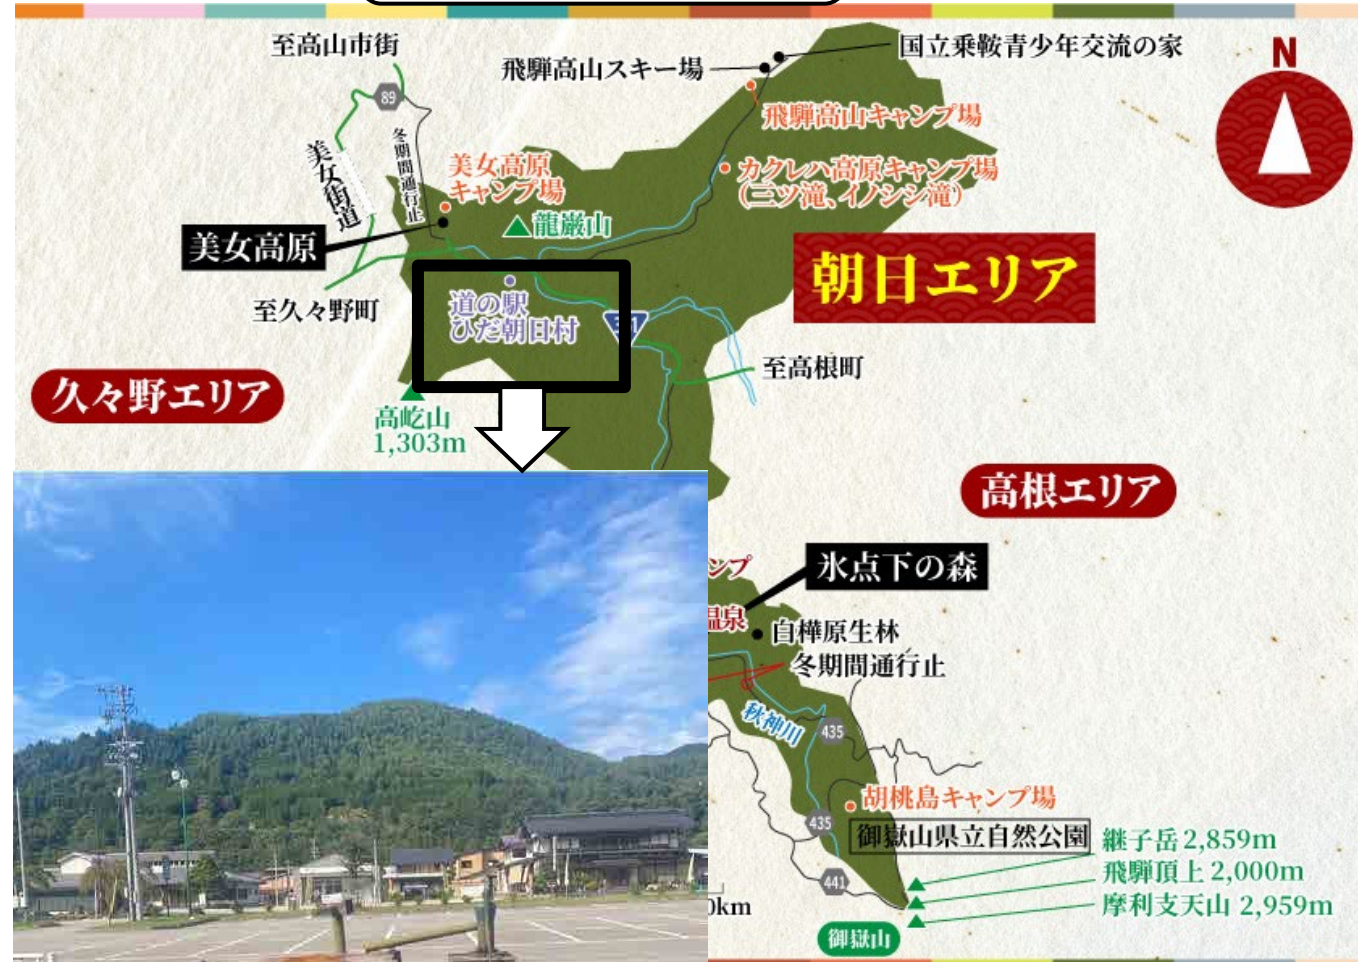 至高山市街
国立乗鞍青少年交流の家
N
飛騨高山スキー場
89
飛騨高山キャンプ場
冬期間通行止
美女街道
美女高原
キャンプ場
カクレハ高原キャンプ場
(三ツ滝、イノシシ滝)
龍巌山
美女高原
朝日エリア
道の駅
ひだ朝日村
至久々野町
至高根町
久々野エリア
高屹山
1,303m
高根エリア
ンプ
氷点下の森
温泉
白樺原生林
冬期間通行止
秋神川
435
胡桃島キャンプ場
435
御嶽山県立自然公園
継子岳 2,859m
飛騨頂上 2,000m
441
摩利支天山 2,959m
0km
御嶽山